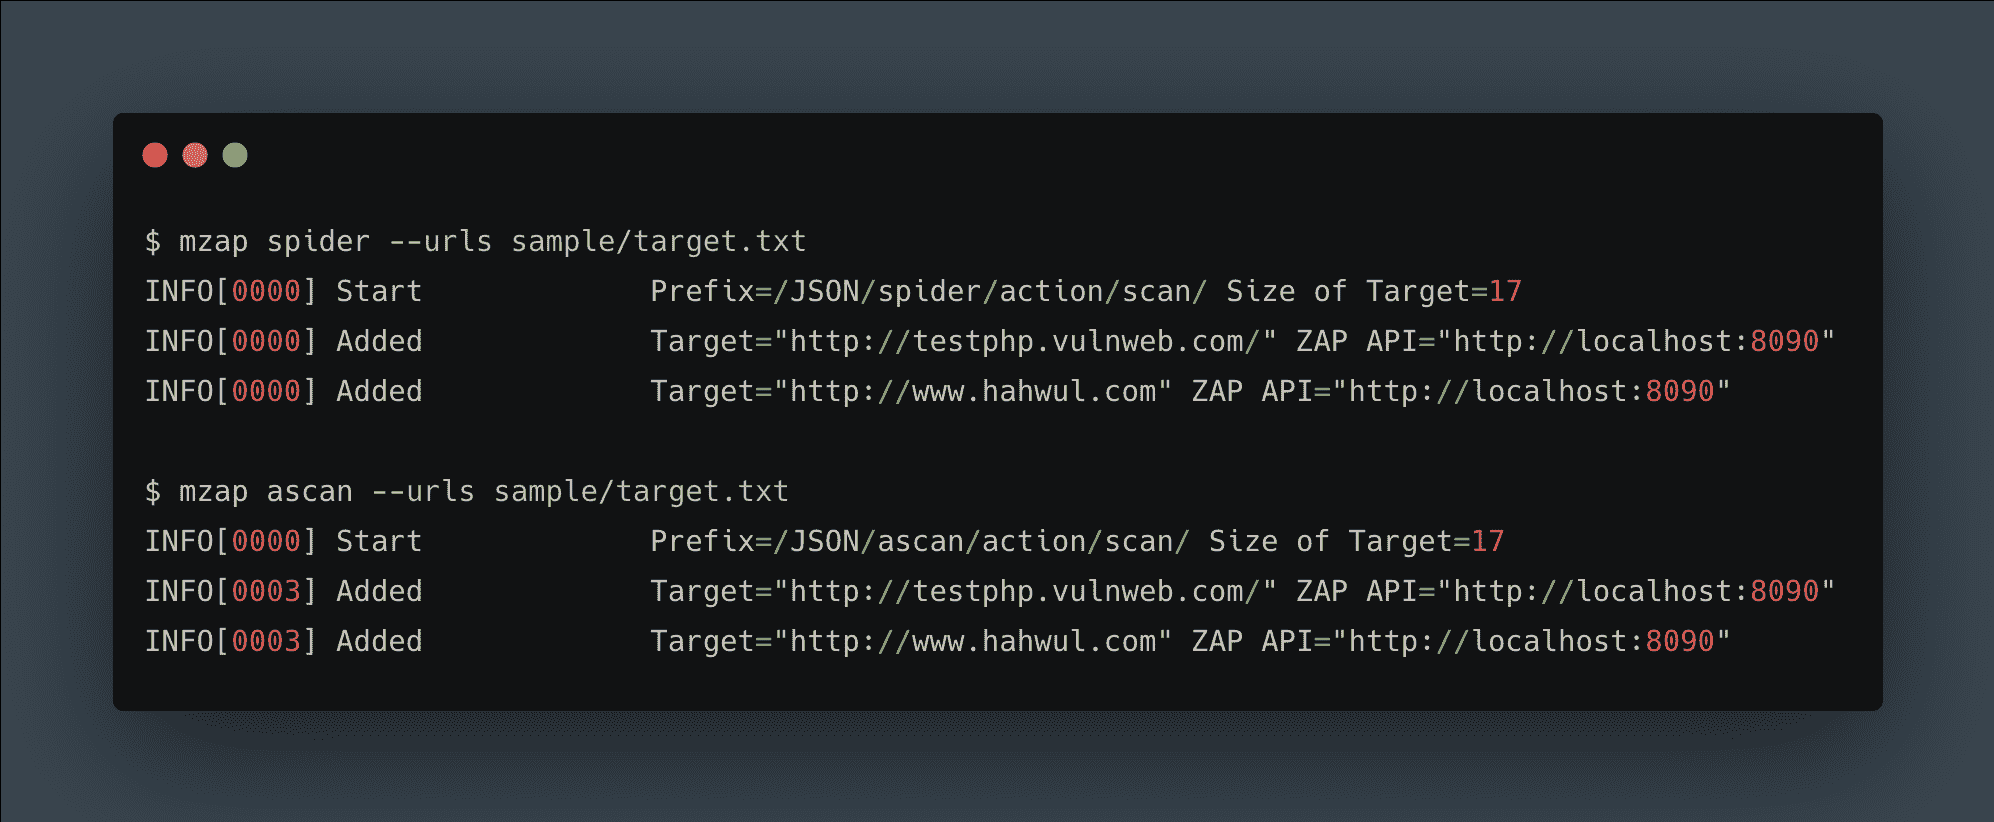 $ mzap spider --urls sample/target.txt
INFO[0000] Start             Prefix=/JSON/spider/action/scan/ Size of Target=17
INFO[0000] Added             Target="http://testphp.vulnweb.com/" ZAP API="http://localhost:8090"
INFO[0000] Added             Target="http://www.hahwul.com" ZAP API="http://localhost:8090"
$ mzap ascan --urls sample/target.txt
INFO[0000] Start             Prefix=/JSON/ascan/action/scan/ Size of Target=17
INFO[0003] Added             Target="http://testphp.vulnweb.com/" ZAP API="http://localhost:8090"
INFO[0003] Added             Target="http://www.hahwul.com" ZAP API="http://localhost:8090"